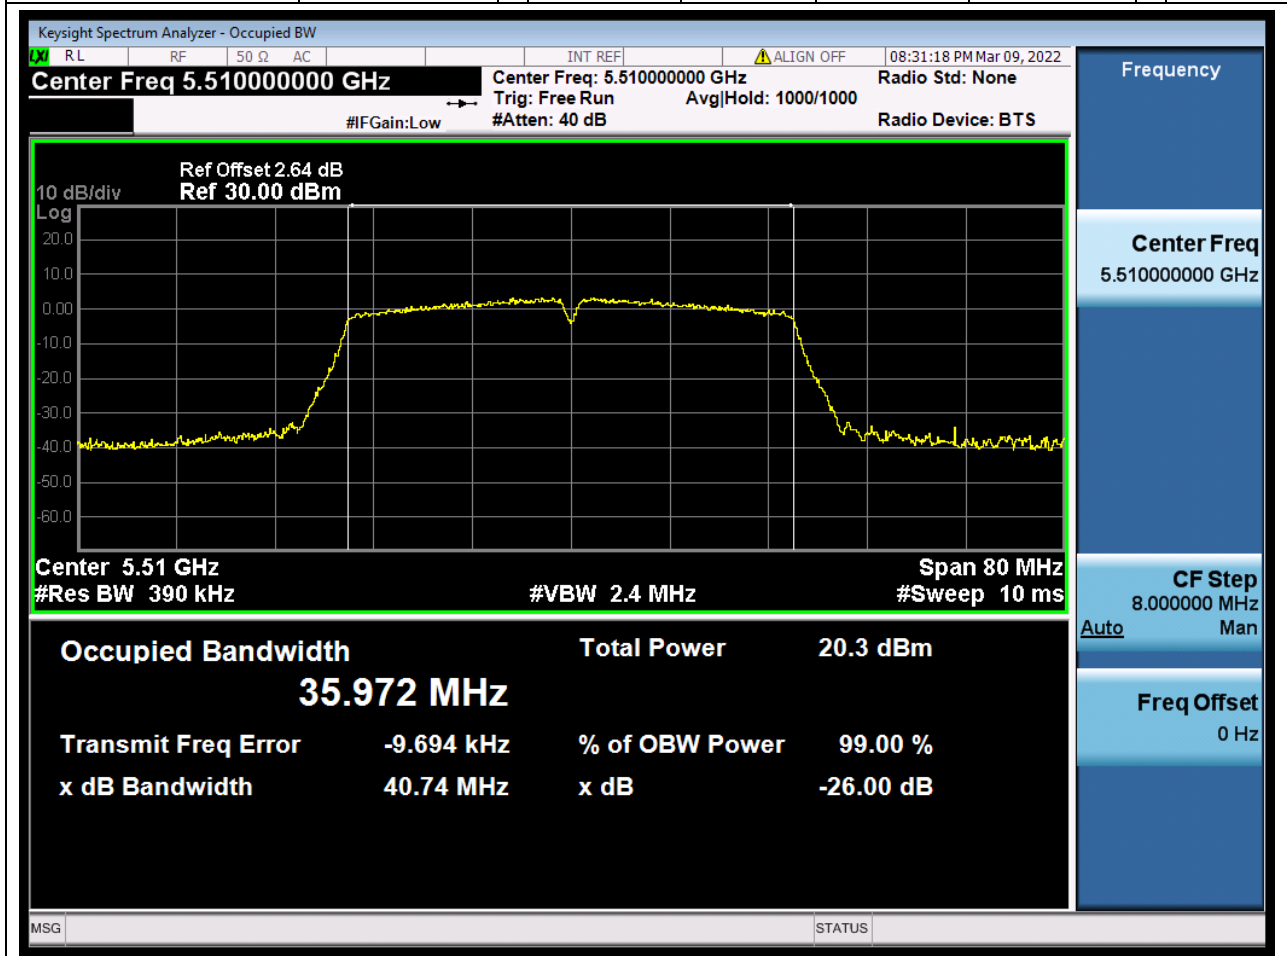 Keysight Spectrum Analyzer - Occupied BW
LXI RL RF 50 Ω AC INT REF ALIGN OFF 08:31:18 PM Mar 09, 2022
Center Freq 5.510000000 GHz
Center Freq: 5.510000000 GHz
Radio Std: None
Trig: Free Run Avg|Hold: 1000/1000
#IFGain:Low
#Atten: 40 dB
Radio Device: BTS
Ref Offset 2.64 dB
10 dB/div Ref 30.00 dBm
Log
20.0
10.0
0.00
-10.0
-20.0
-30.0
-40.0
-50.0
-60.0
Center 5.51 GHz Span 80 MHz
#Res BW 390 kHz #VBW 2.4 MHz #Sweep 10 ms
Occupied Bandwidth Total Power 20.3 dBm
35.972 MHz
Transmit Freq Error -9.694 kHz % of OBW Power 99.00 %
x dB Bandwidth 40.74 MHz x dB -26.00 dB
Frequency
Center Freq
5.510000000 GHz
CF Step
8.000000 MHz
Auto Man
Freq Offset
0 Hz
MSG STATUS